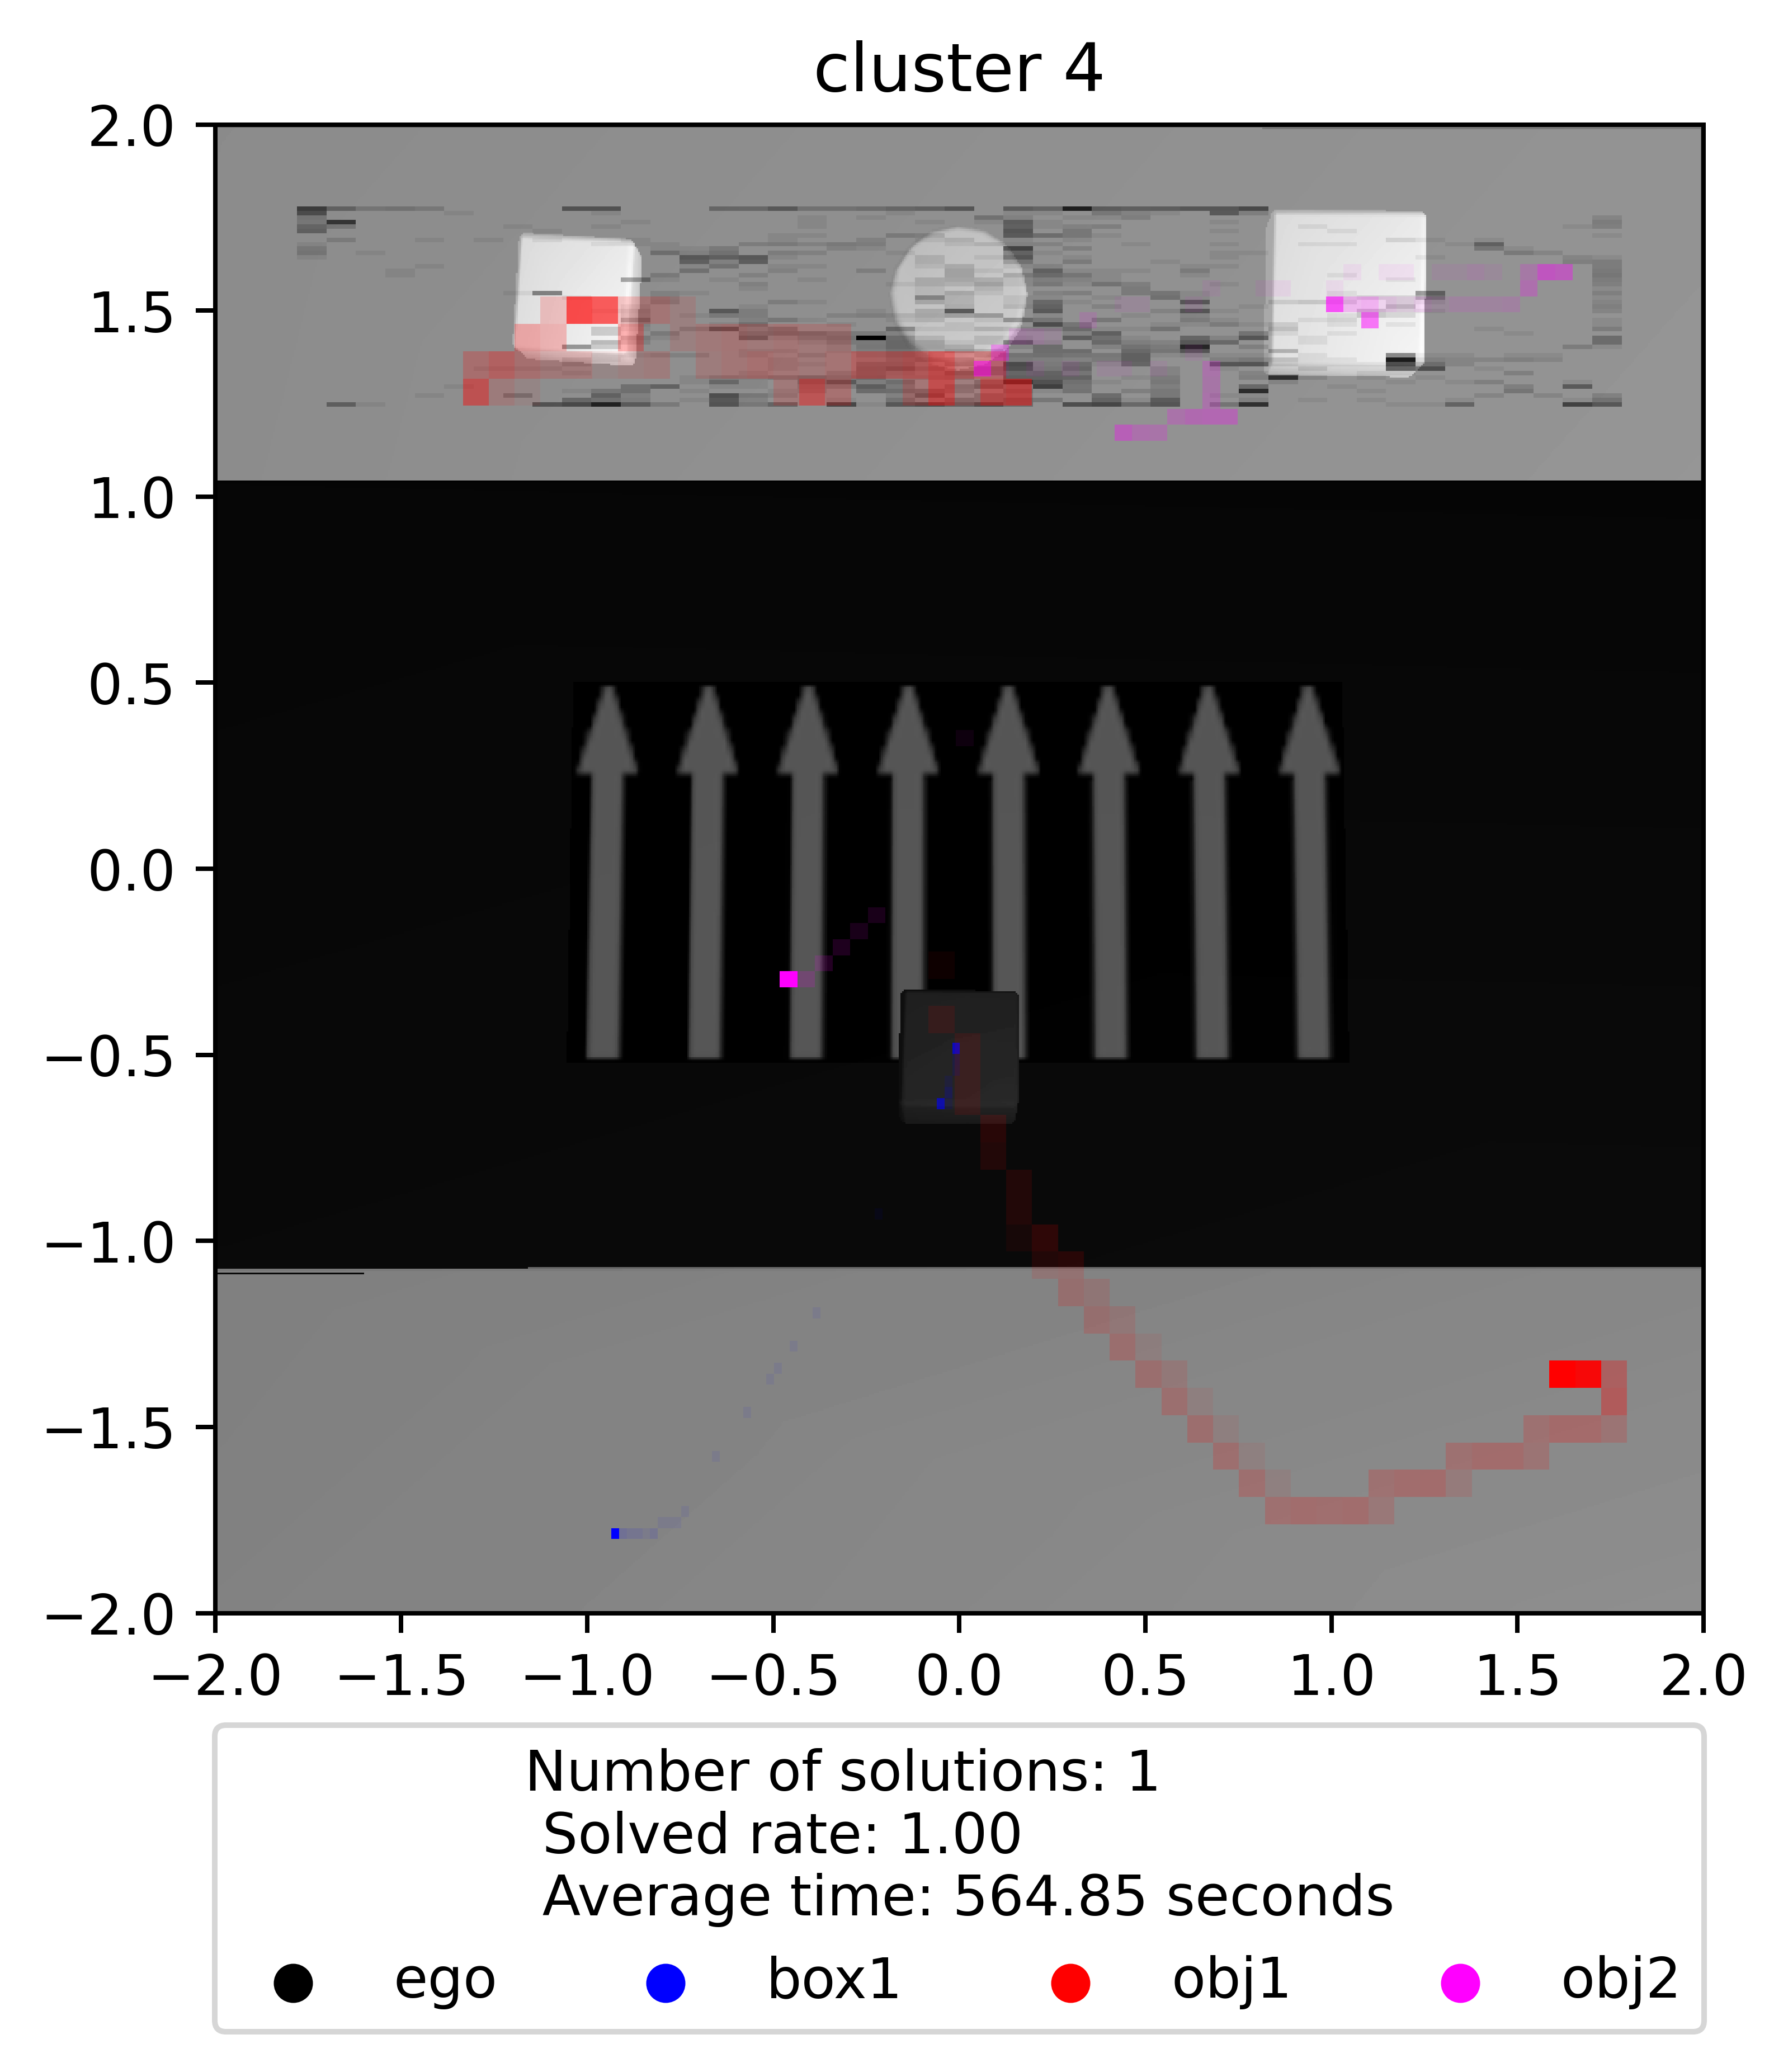 cluster 4
2.0
1.5
1.0
0.5
0.0
−0.5
−1.0
−1.5
−2.0
−2.0 −1.5 −1.0 −0.5 0.0 0.5 1.0 1.5 2.0
Number of solutions: 1
Solved rate: 1.00
Average time: 564.85 seconds
ego box1 obj1 obj2